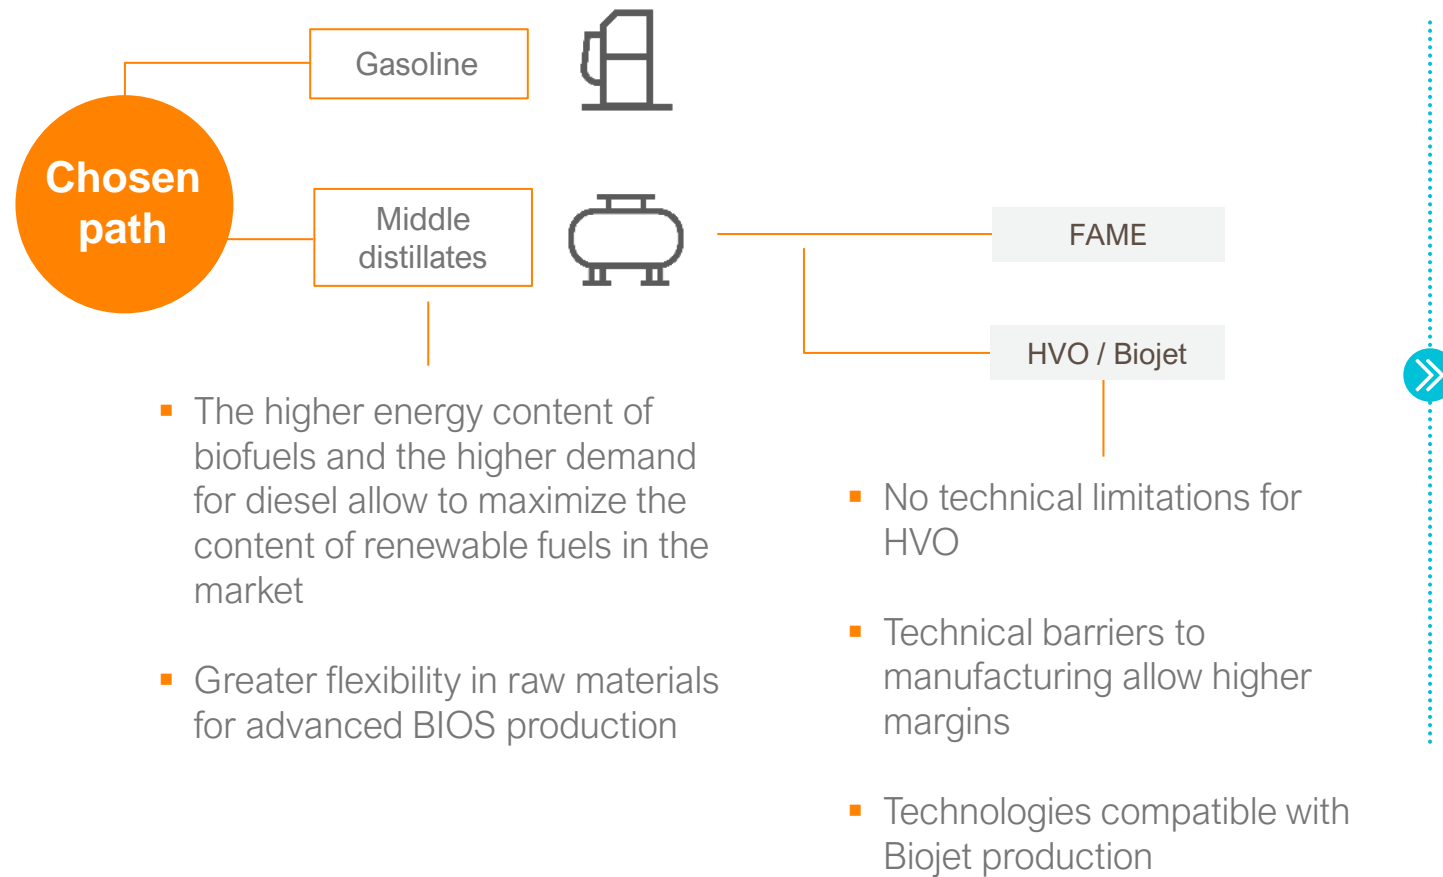 Gasoline
Chosen
path
Middle
distillates
FAME
HVO / Biojet
The higher energy content of
biofuels and the higher demand
for diesel allow to maximize the
content of renewable fuels in the
market
Greater flexibility in raw materials
for advanced BIOS production
No technical limitations for
HVO
Technical barriers to
manufacturing allow higher
margins
Technologies compatible with
Biojet production